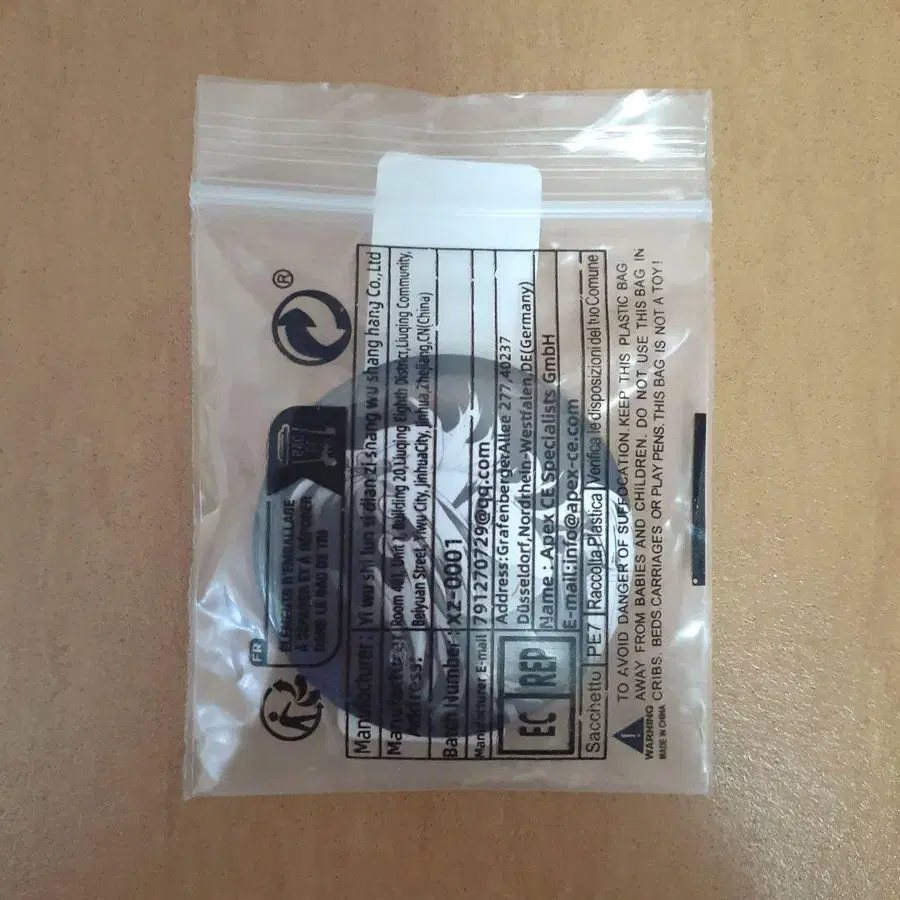 Manufacturer: Yi wu shi lun si dian zi shang wu shang hang Co.,Ltd
Manufacturer Address:
Room 401, Unit 1, Building 20, Liuqing Eighth District, Liuqing Community,
Beiyuan Street, Yiwu City, JinhuaCity, Jinhua, Zhejiang, CN(China)
Batch Number: XZ-0001
Manufacturer E-mail 791270729@qq.com
EC REP
Address:GrafenbergerAllee 277,40237
Düsseldorf,Nordrhein-Westfalen,DE(Germany)
Name: Apex CE Specialists GmbH
E-mail:info@apex-ce.com
Sacchetto PE7 Raccolta Plastica Verifica le disposizioni del tuo Comune
WARNING
MADE IN CHINA
TO AVOID DANGER OF SUFFOCATION.KEEP THIS PLASTIC BAG
AWAY FROM BABIES AND CHILDREN. DO NOT USE THIS BAG IN
CRIBS. BEDS.CARRIAGES OR PLAY PENS.THIS BAG IS NOT A TOY!
FR
ÉLÉMENT D'EMBALLAGE
À SÉPARER ET À DÉPOSER
DANS LE BAC DE TRI
BAC
®